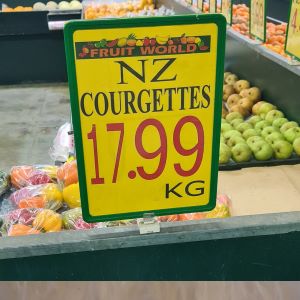 FRUIT WORLD
NZ
COURGETTES
17.99
KG